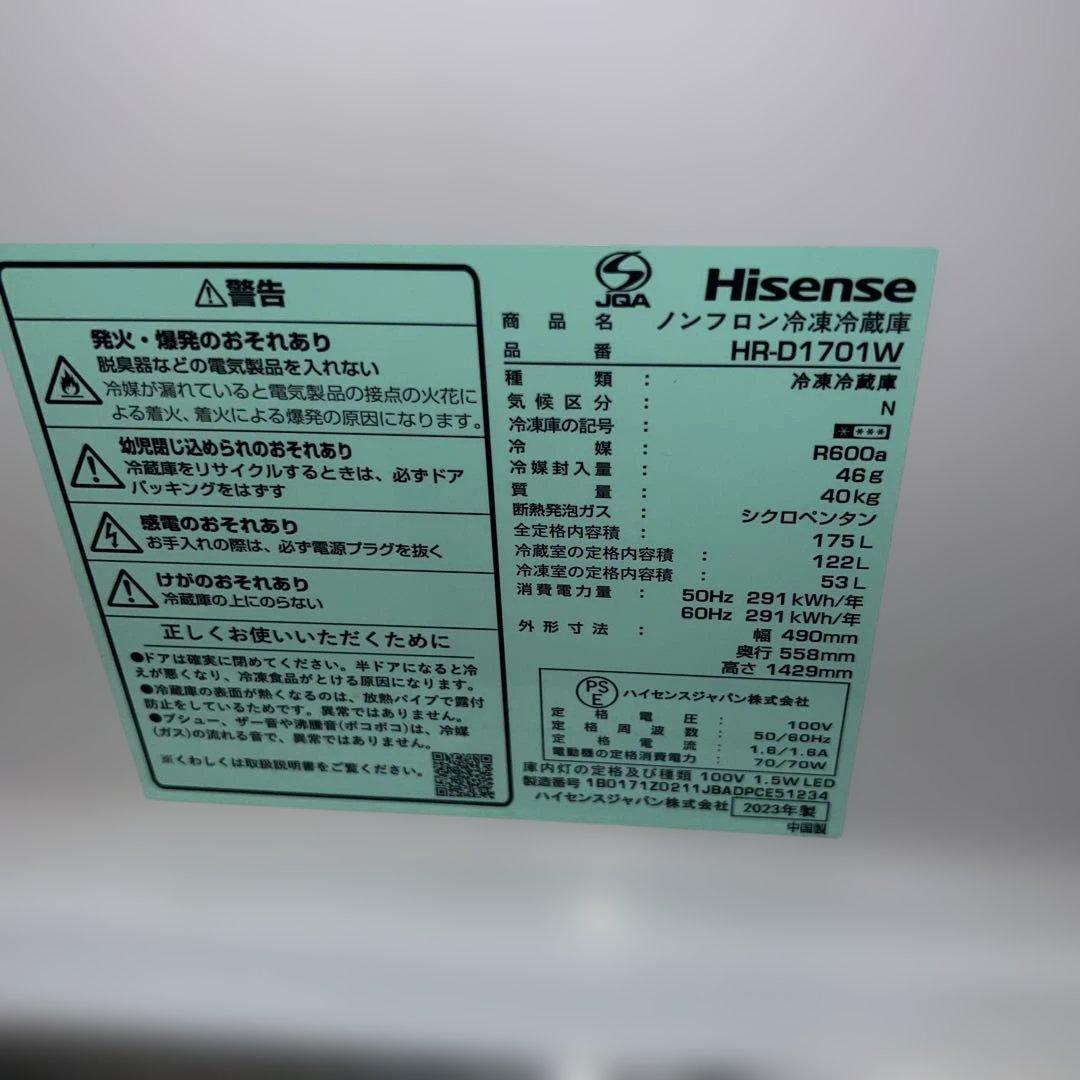 ⚠警告
発火・爆発のおそれあり
脱臭器などの電気製品を入れない
冷媒が漏れていると電気製品の接点の火花に
よる着火、着火による爆発の原因になります。
幼児閉じ込められのおそれあり
冷蔵庫をリサイクルするときは、必ずドア
パッキングをはずす
感電のおそれあり
お手入れの際は、必ず電源プラグを抜く
けがのおそれあり
冷蔵庫の上にのらない
正しくお使いいただくために
●ドアは確実に閉めてください。半ドアになると冷
えが悪くなり、冷凍食品がとける原因になります。
●冷蔵庫の表面が熱くなるのは、放熱パイプで露付
防止をしているためです。異常ではありません。
●プシュー、ザー音や沸騰音(ボコボコ)は、冷媒
(ガス)の流れる音で、異常ではありません。
※くわしくは取扱説明書をご覧ください。
JQA Hisense
商品名 ノンフロン冷凍冷蔵庫
品番 HR-D1701W
種類 : 冷凍冷蔵庫
気候区分 : N
冷凍庫の記号 : ****
冷媒 : R600a
冷媒封入量 : 46g
質量 : 40kg
断熱発泡ガス : シクロペンタン
全定格内容積 : 175L
冷蔵室の定格内容積 : 122L
冷凍室の定格内容積 : 53L
消費電力量 : 50Hz 291kWh/年
60Hz 291kWh/年
外形寸法 : 幅 490mm
奥行 558mm
高さ 1429mm
PSE ハイセンスジャパン株式会社
定格電圧 : 100V
定格周波数 : 50/60Hz
定格電流 : 1.6/1.6A
電動機の定格消費電力 : 70/70W
庫内灯の定格及び種類 100V 1.5W LED
製造番号 1B0171Z0211JBADPCE51234
ハイセンスジャパン株式会社 2023年製
中国製